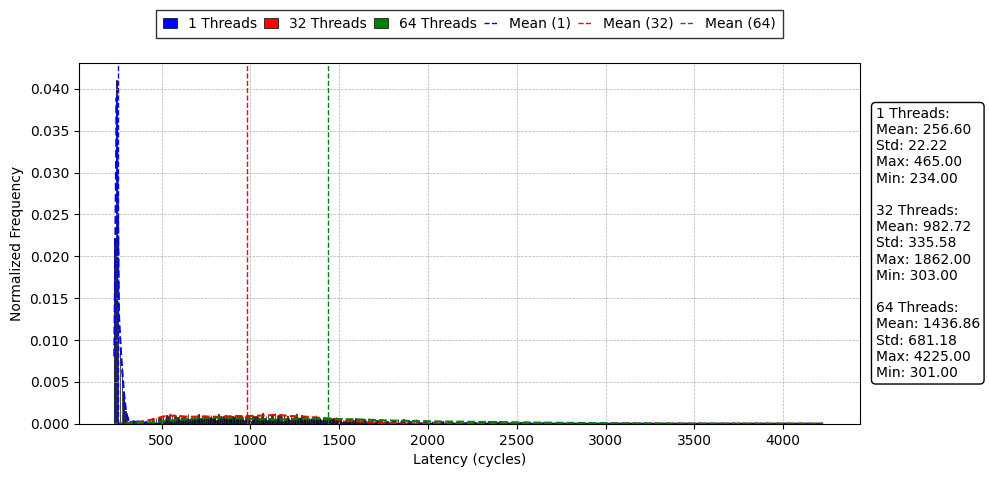 1 Threads 32 Threads 64 Threads Mean (1) Mean (32) Mean (64)
0.040
0.035
0.030
0.025
0.020
0.015
0.010
0.005
0.000
Normalized Frequency
500 1000 1500 2000 2500 3000 3500 4000
Latency (cycles)
1 Threads:
Mean: 256.60
Std: 22.22
Max: 465.00
Min: 234.00
32 Threads:
Mean: 982.72
Std: 335.58
Max: 1862.00
Min: 303.00
64 Threads:
Mean: 1436.86
Std: 681.18
Max: 4225.00
Min: 301.00